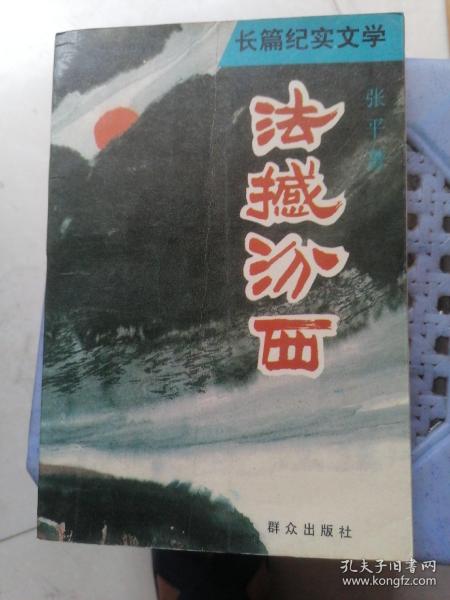 长篇纪实文学
张平著
法撼汾西
群众出版社
孔夫子旧书网
www.kongfz.com